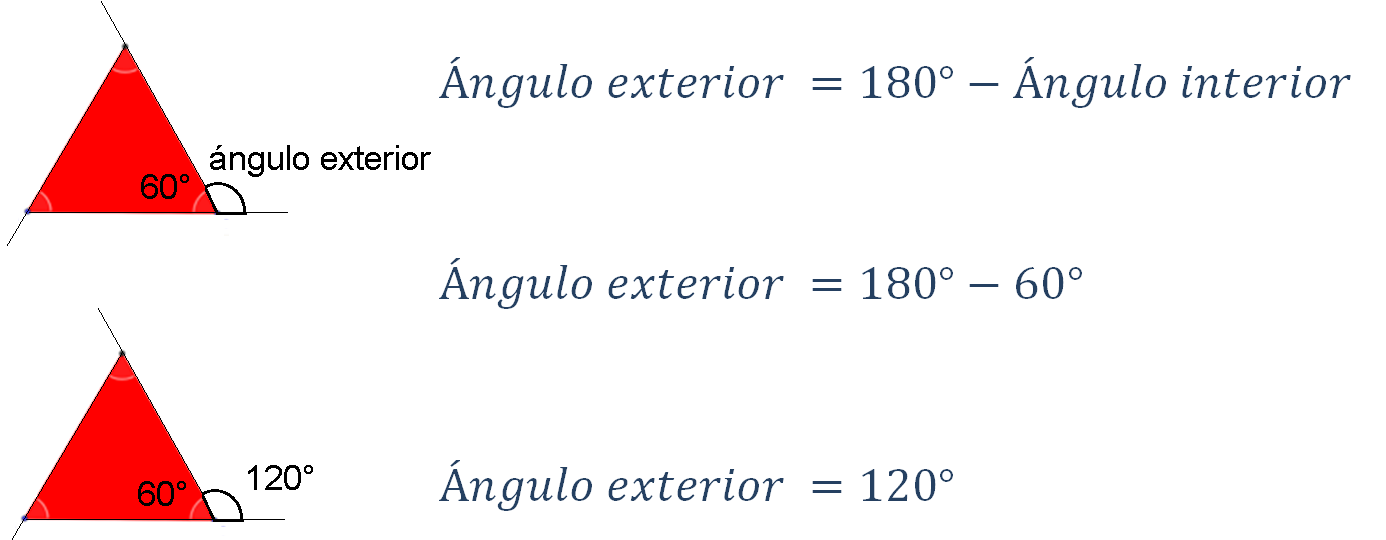 Ángulo exterior = 180° − Ángulo interior
ángulo exterior
60°
Ángulo exterior = 180° − 60°
120°
60°
Ángulo exterior = 120°